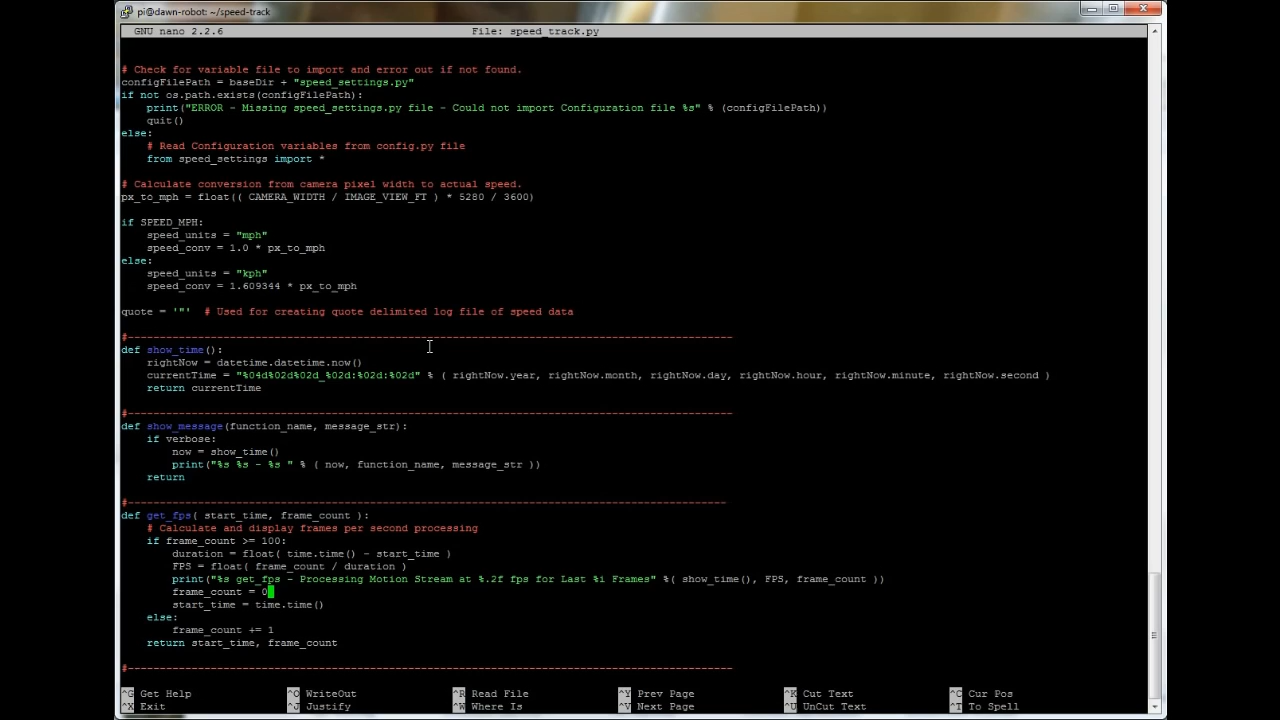 pi@dawn-robot: ~/speed-track
GNU nano 2.2.6 File: speed_track.py
# Check for variable file to import and error out if not found.
configFilePath = baseDir + "speed_settings.py"
if not os.path.exists(configFilePath):
    print("ERROR - Missing speed_settings.py file - Could not import Configuration file %s" % (configFilePath))
    quit()
else:
    # Read Configuration variables from config.py file
    from speed_settings import *
# Calculate conversion from camera pixel width to actual speed.
px_to_mph = float(( CAMERA_WIDTH / IMAGE_VIEW_FT ) * 5280 / 3600)
if SPEED_MPH:
    speed_units = "mph"
    speed_conv = 1.0 * px_to_mph
else:
    speed_units = "kph"
    speed_conv = 1.609344 * px_to_mph
quote = '"'  # Used for creating quote delimited log file of speed data
#-----------------------------------------------------------------------------------------------
def show_time():
    rightNow = datetime.datetime.now()
    currentTime = "%04d%02d%02d_%02d:%02d:%02d" % ( rightNow.year, rightNow.month, rightNow.day, rightNow.hour, rightNow.minute, rightNow.second )
    return currentTime
#-----------------------------------------------------------------------------------------------
def show_message(function_name, message_str):
    if verbose:
        now = show_time()
        print("%s %s - %s " % ( now, function_name, message_str ))
    return
#----------------------------------------------------------------------------------------------
def get_fps( start_time, frame_count ):
    # Calculate and display frames per second processing
    if frame_count >= 100:
        duration = float( time.time() - start_time )
        FPS = float( frame_count / duration )
        print("%s get_fps - Processing Motion Stream at %.2f fps for Last %i Frames" %( show_time(), FPS, frame_count ))
        frame_count = 0
        start_time = time.time()
    else:
        frame_count += 1
    return start_time, frame_count
#-----------------------------------------------------------------------------------------------
^G Get Help ^O WriteOut ^R Read File ^Y Prev Page ^K Cut Text ^C Cur Pos
^X Exit ^J Justify ^W Where Is ^V Next Page ^U UnCut Text ^T To Spell